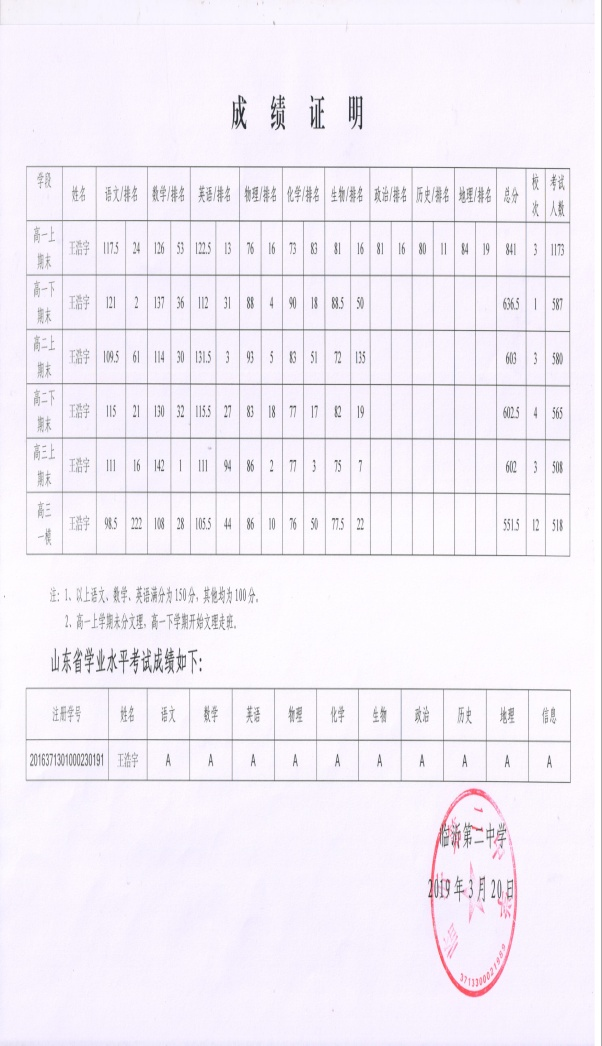 成绩证明
学段 姓名 语文/排名 数学/排名 英语/排名 物理/排名 化学/排名 生物/排名 政治/排名 历史/排名 地理/排名 总分 校次 考试人数
高一上期末 王浩宇 117.5 24 126 53 122.5 13 76 16 73 83 81 16 81 16 80 11 84 19 841 3 1173
高一下期末 王浩宇 121 2 137 36 112 31 88 4 90 18 88.5 50 636.5 1 587
高二上期末 王浩宇 109.5 61 114 30 131.5 3 93 5 83 51 72 135 603 3 580
高二下期末 王浩宇 115 21 130 32 115.5 27 83 18 77 17 82 19 602.5 4 565
高三上期末 王浩宇 111 16 142 1 111 94 86 2 77 3 75 7 602 3 508
高三一模 王浩宇 98.5 222 108 28 105.5 44 86 10 76 50 77.5 22 551.5 12 518
注：1、以上语文、数学、英语满分为150分，其他均为100分。
2、高一上学期未分文理，高一下学期开始文理走班。
山东省学业水平考试成绩如下：
注册学号 姓名 语文 数学 英语 物理 化学 生物 政治 历史 地理 信息
2016371301000230191 王浩宇 A A A A A A A A A A
临沂第二中学
2019年3月20日
3713300021989